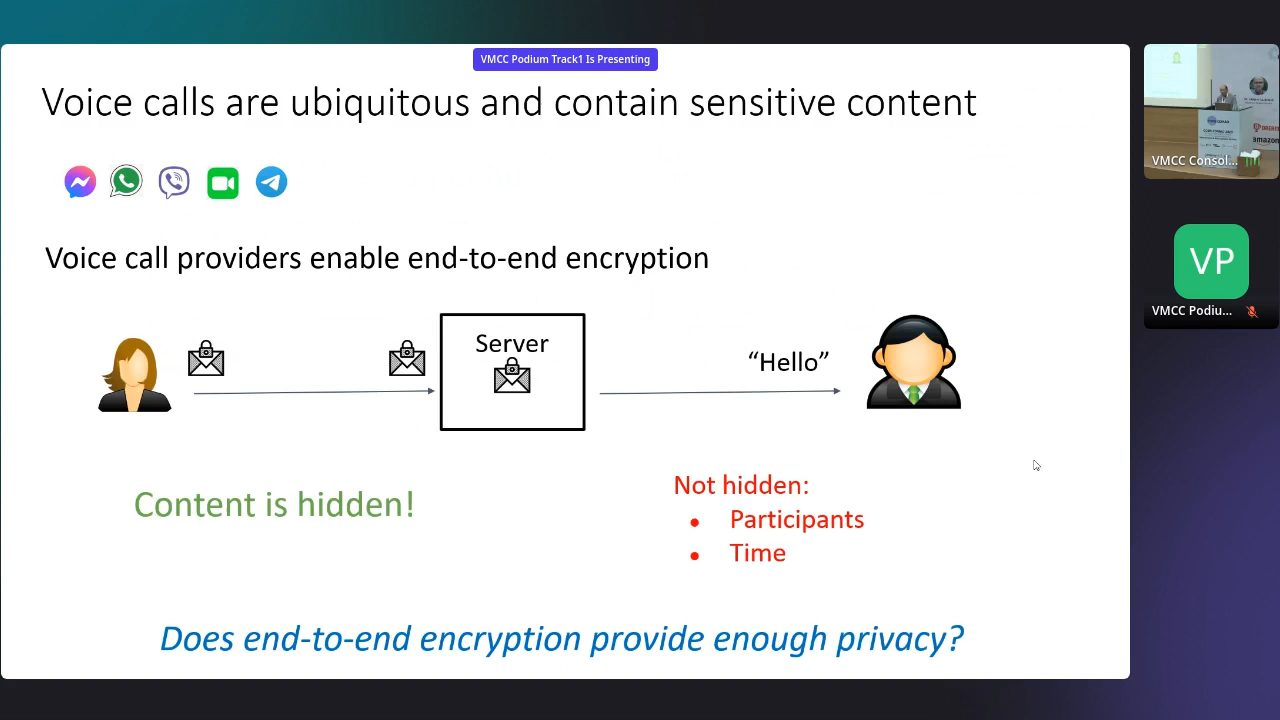 VMCC Podium Track1 Is Presenting
Voice calls are ubiquitous and contain sensitive content
Voice call providers enable end-to-end encryption
Server
“Hello”
Content is hidden!
Not hidden:
• Participants
• Time
Does end-to-end encryption provide enough privacy?
VMCC Consol...
amazon
VP
VMCC Podiu...